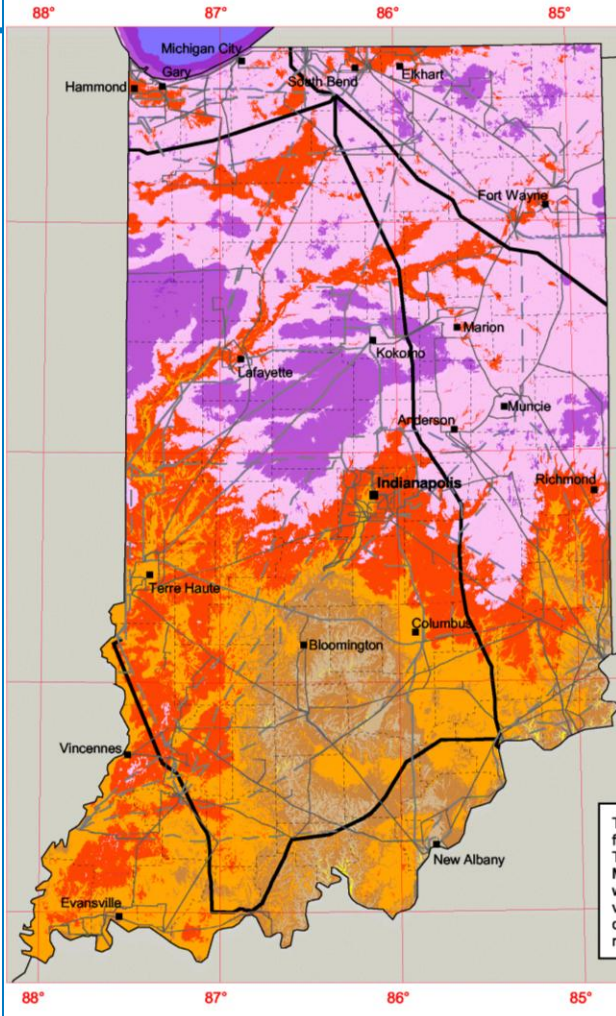 88° 87° 86° 85°
Michigan City
South Bend
Elkhart
Gary
Hammond
Fort Wayne
Marion
Kokomo
Lafayette
Muncie
Anderson
Indianapolis
Richmond
Terre Haute
Columbus
Bloomington
Vincennes
New Albany
Evansville
88° 87° 86° 85°